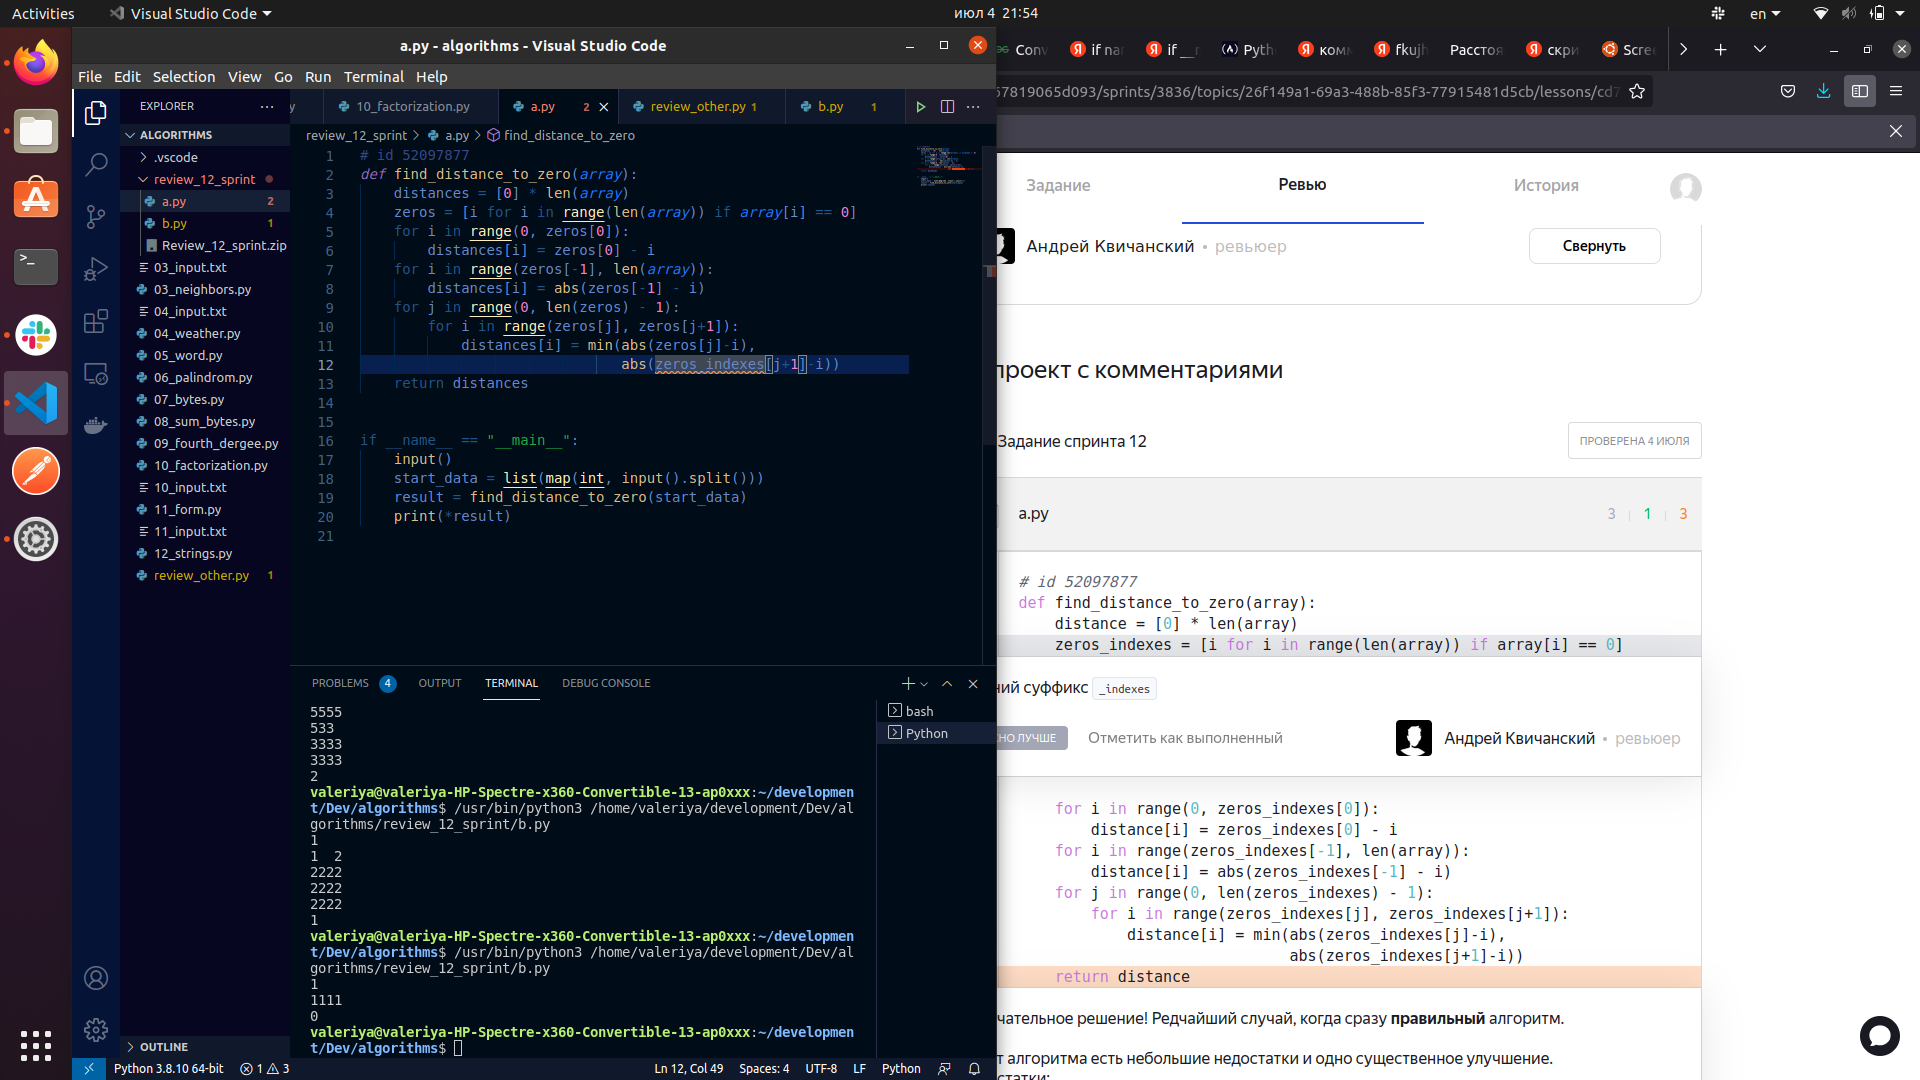 Activities
Visual Studio Code
июл 4 21:54
en
a.py - algorithms - Visual Studio Code
File Edit Selection View Go Run Terminal Help
EXPLORER
ALGORITHMS
.vscode
review_12_sprint
a.py 2
b.py 1
Review_12_sprint.zip
03_input.txt
03_neighbors.py
04_input.txt
04_weather.py
05_word.py
06_palindrom.py
07_bytes.py
08_sum_bytes.py
09_fourth_dergee.py
10_factorization.py
10_input.txt
11_form.py
11_input.txt
12_strings.py
review_other.py 1
OUTLINE
10_factorization.py
a.py 2
review_other.py 1
b.py 1
review_12_sprint > a.py > find_distance_to_zero
1 # id 52097877
2 def find_distance_to_zero(array):
3 distances = [0] * len(array)
4 zeros = [i for i in range(len(array)) if array[i] == 0]
5 for i in range(0, zeros[0]):
6 distances[i] = zeros[0] - i
7 for i in range(zeros[-1], len(array)):
8 distances[i] = abs(zeros[-1] - i)
9 for j in range(0, len(zeros) - 1):
10 for i in range(zeros[j], zeros[j+1]):
11 distances[i] = min(abs(zeros[j]-i),
12 abs(zeros_indexes[j+1]-i))
13 return distances
14
15
16 if __name__ == "__main__":
17 input()
18 start_data = list(map(int, input().split()))
19 result = find_distance_to_zero(start_data)
20 print(*result)
21
PROBLEMS 4 OUTPUT TERMINAL DEBUG CONSOLE
bash
Python
5555
533
3333
3333
2
valeriya@valeriya-HP-Spectre-x360-Convertible-13-ap0xxx:~/developmen
t/Dev/algorithms$ /usr/bin/python3 /home/valeriya/development/Dev/al
gorithms/review_12_sprint/b.py
1
1 2
2222
2222
2222
1
valeriya@valeriya-HP-Spectre-x360-Convertible-13-ap0xxx:~/developmen
t/Dev/algorithms$ /usr/bin/python3 /home/valeriya/development/Dev/al
gorithms/review_12_sprint/b.py
1
1111
0
valeriya@valeriya-HP-Spectre-x360-Convertible-13-ap0xxx:~/developmen
t/Dev/algorithms$
Python 3.8.10 64-bit 1 3
Ln 12, Col 49 Spaces: 4 UTF-8 LF Python
Conv
if nar
if __r
Pyth
комм
fkujh
Расстоя
скри
Scree
67819065d093/sprints/3836/topics/26f149a1-69a3-488b-85f3-77915481d5cb/lessons/cd7
Задание Ревью История
Андрей Квичанский • ревьюер
Свернуть
проект с комментариями
Задание спринта 12
ПРОВЕРЕНА 4 ИЮЛЯ
a.py 3 1 3
# id 52097877
def find_distance_to_zero(array):
distance = [0] * len(array)
zeros_indexes = [i for i in range(len(array)) if array[i] == 0]
ний суффикс _indexes
НО ЛУЧШЕ
Отметить как выполненный
Андрей Квичанский • ревьюер
for i in range(0, zeros_indexes[0]):
distance[i] = zeros_indexes[0] - i
for i in range(zeros_indexes[-1], len(array)):
distance[i] = abs(zeros_indexes[-1] - i)
for j in range(0, len(zeros_indexes) - 1):
for i in range(zeros_indexes[j], zeros_indexes[j+1]):
distance[i] = min(abs(zeros_indexes[j]-i),
abs(zeros_indexes[j+1]-i))
return distance
чательное решение! Редчайший случай, когда сразу правильный алгоритм.
т алгоритма есть небольшие недостатки и одно существенное улучшение.